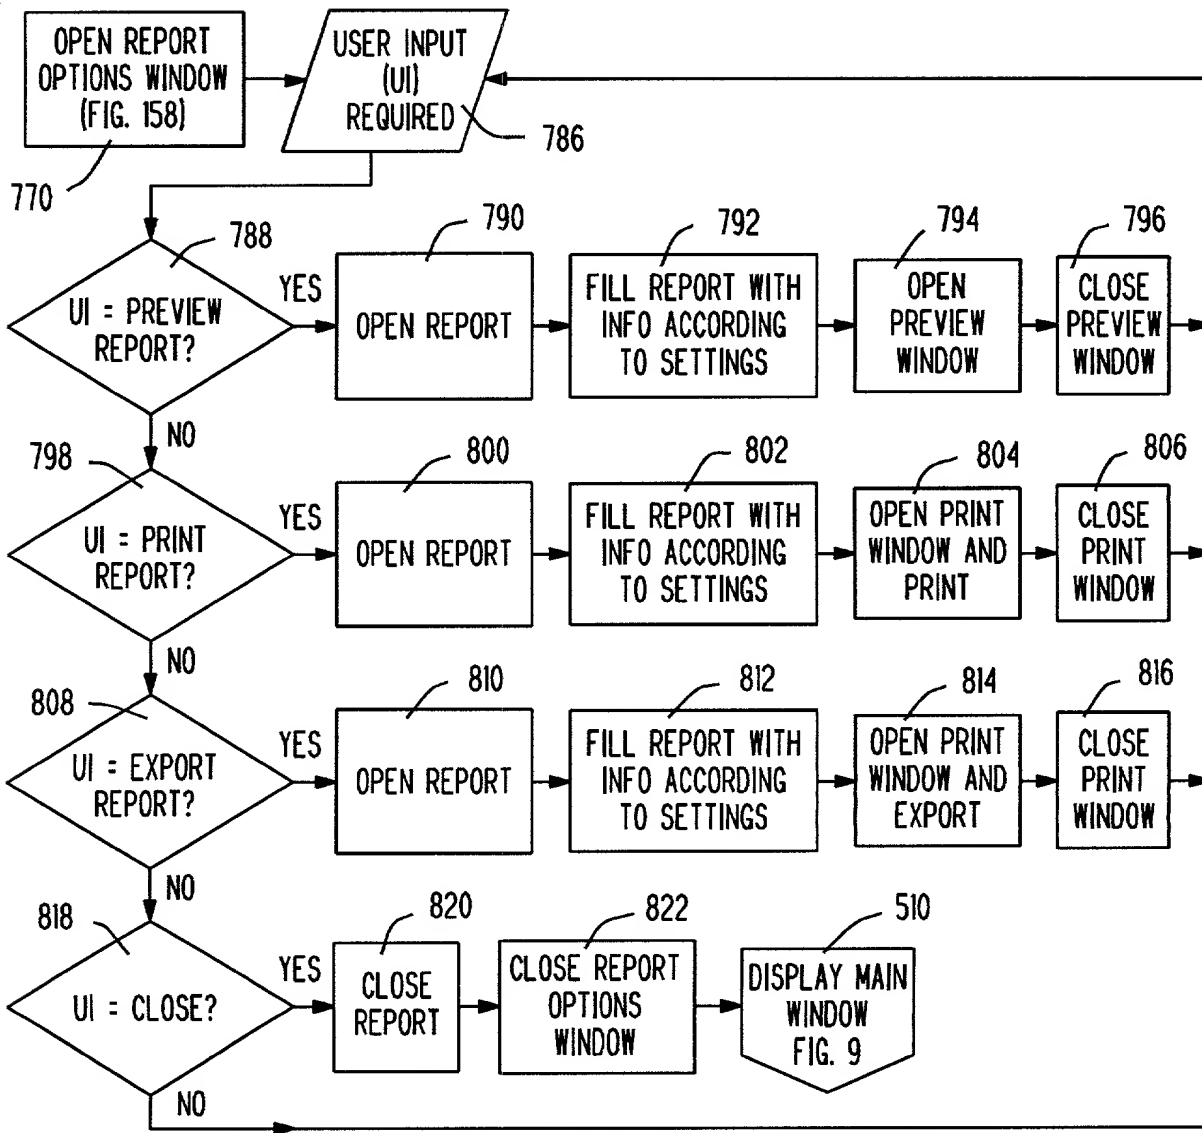 OPEN REPORT
OPTIONS WINDOW
(FIG. 158)
770
USER INPUT
(UI)
REQUIRED
786
788
UI = PREVIEW
REPORT?
YES
NO
790
OPEN REPORT
792
FILL REPORT WITH
INFO ACCORDING
TO SETTINGS
794
OPEN
PREVIEW
WINDOW
796
CLOSE
PREVIEW
WINDOW
798
UI = PRINT
REPORT?
YES
NO
800
OPEN REPORT
802
FILL REPORT WITH
INFO ACCORDING
TO SETTINGS
804
OPEN PRINT
WINDOW AND
PRINT
806
CLOSE
PRINT
WINDOW
808
UI = EXPORT
REPORT?
YES
NO
810
OPEN REPORT
812
FILL REPORT WITH
INFO ACCORDING
TO SETTINGS
814
OPEN PRINT
WINDOW AND
EXPORT
816
CLOSE
PRINT
WINDOW
818
UI = CLOSE?
YES
NO
820
CLOSE
REPORT
822
CLOSE REPORT
OPTIONS
WINDOW
510
DISPLAY MAIN
WINDOW
FIG. 9